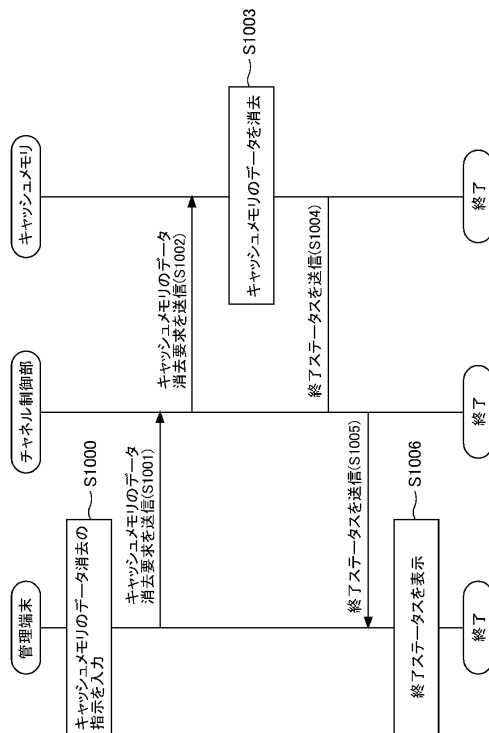 管理端末
チャネル制御部
キャッシュメモリ
キャッシュメモリのデータ消去の
指示を入力
S1000
キャッシュメモリのデータ
消去要求を送信(S1001)
キャッシュメモリのデータ
消去要求を送信(S1002)
キャッシュメモリのデータを消去
S1003
終了ステータスを送信(S1004)
終了ステータスを送信(S1005)
終了ステータスを表示
S1006
終了
終了
終了